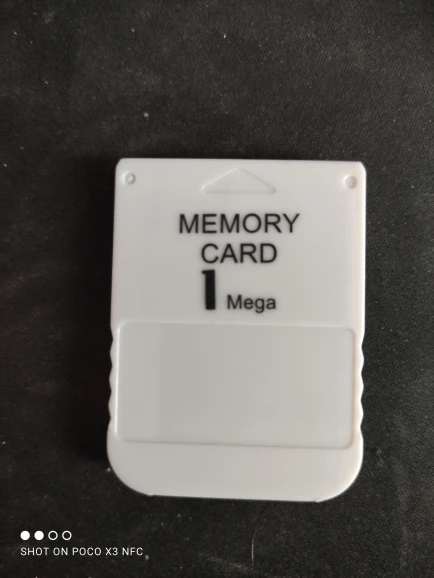 MEMORY
CARD
1 Mega
SHOT ON POCO X3 NFC